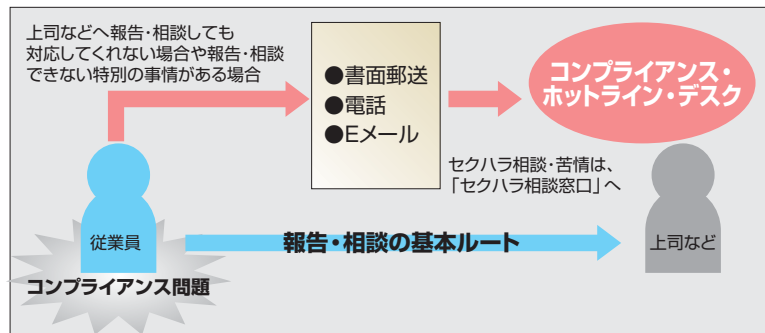 上司などへ報告・相談しても
対応してくれない場合や報告・相談
できない特別の事情がある場合
●書面郵送
●電話
●Eメール
コンプライアンス・
ホットライン・デスク
セクハラ相談・苦情は、
「セクハラ相談窓口」へ
従業員
報告・相談の基本ルート
上司など
コンプライアンス問題